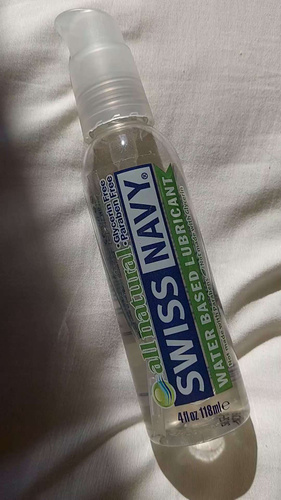 all natural
• Glycerin Free
• Paraben Free
SWISS NAVY®
WATER BASED LUBRICANT
4 fl oz 118ml ℮